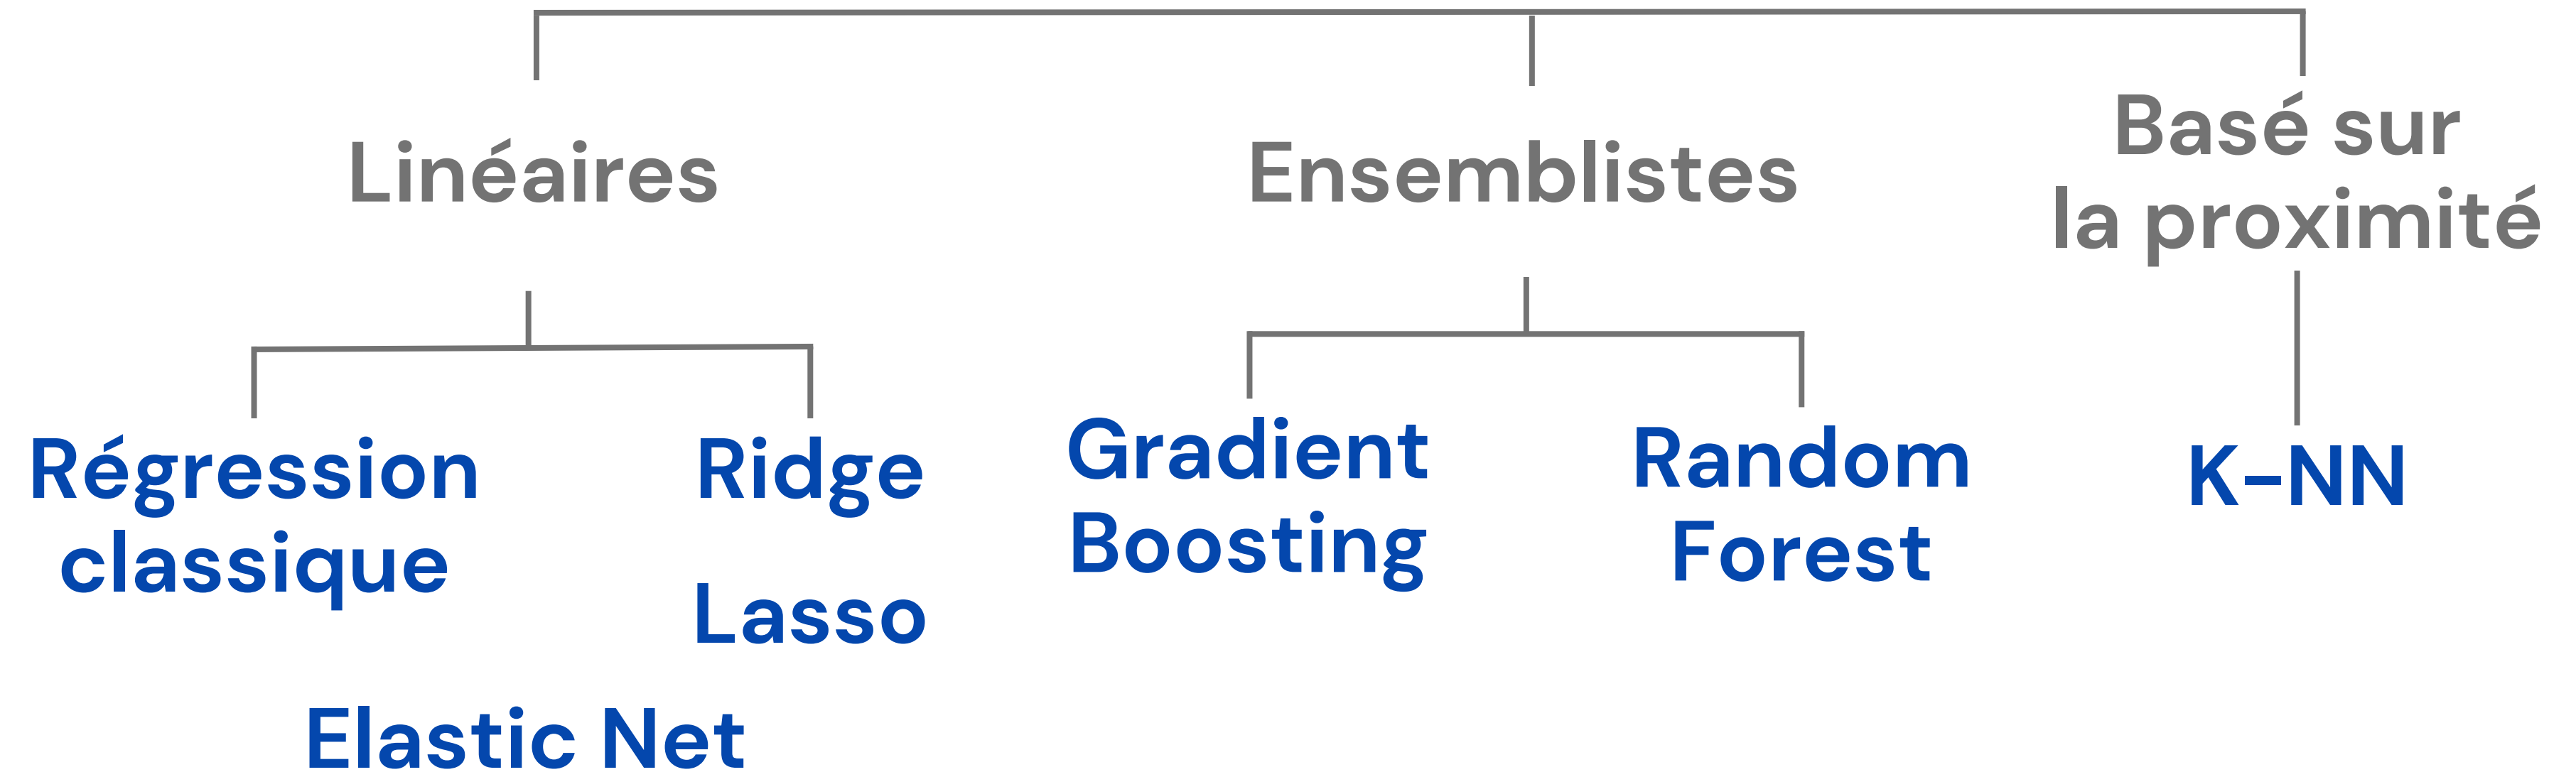 Linéaires
Ensemblistes
Basé sur
la proximité
Régression
classique
Ridge
Lasso
Elastic Net
Gradient
Boosting
Random
Forest
K-NN